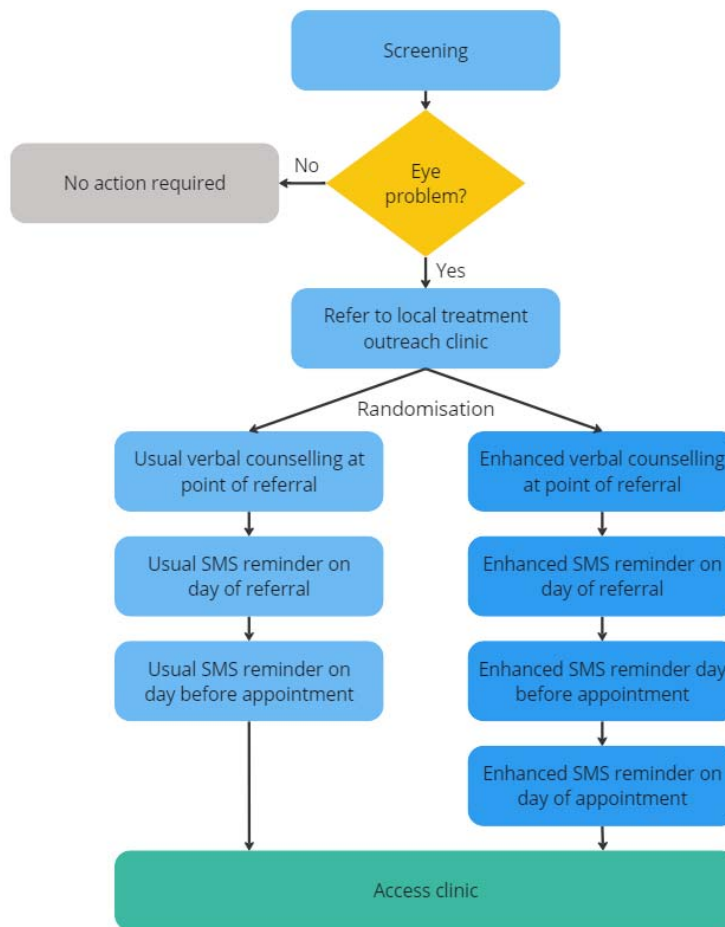 Screening
Eye
problem?
No
No action required
Yes
Refer to local treatment
outreach clinic
Randomisation
Usual verbal counselling at
point of referral
Enhanced verbal counselling
at point of referral
Usual SMS reminder on
day of referral
Enhanced SMS reminder on
day of referral
Usual SMS reminder on
day before appointment
Enhanced SMS reminder day
before appointment
Enhanced SMS reminder on
day of appointment
Access clinic